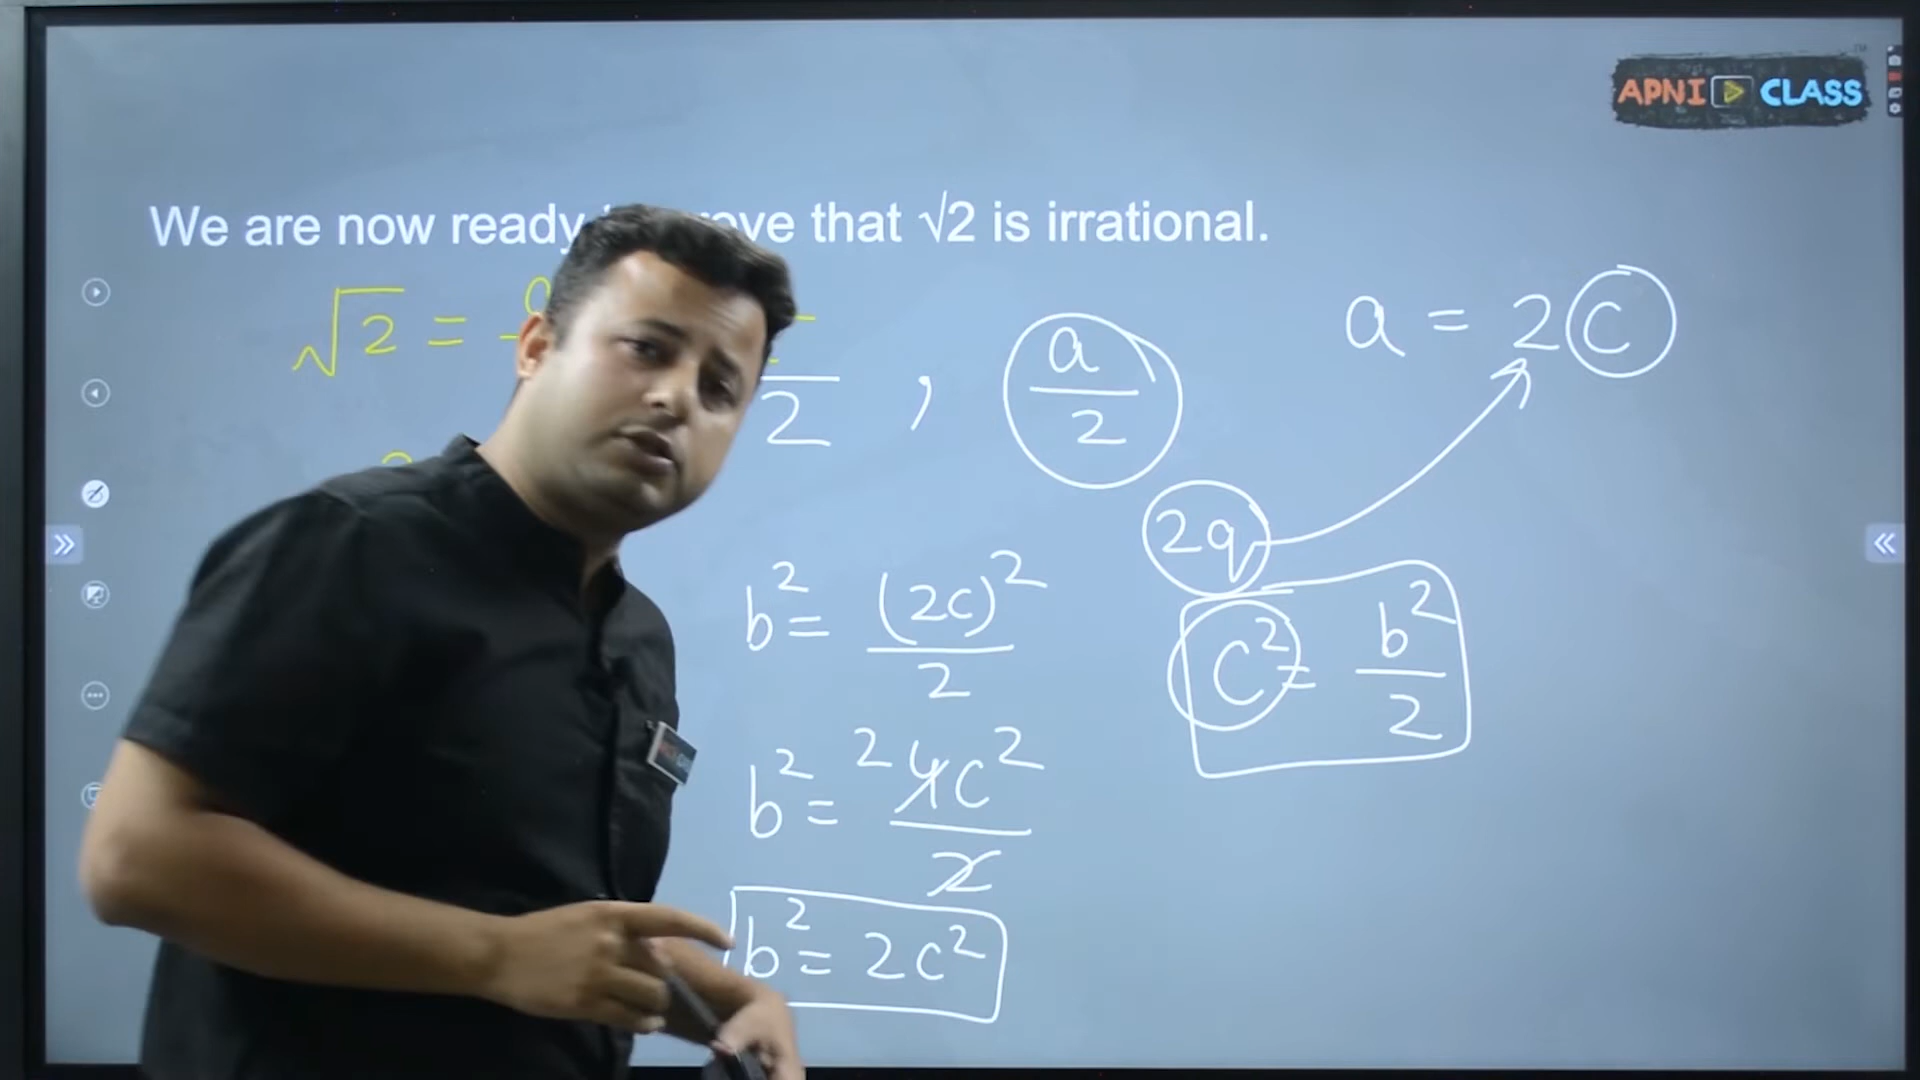 APNI CLASS
We are now ready that √2 is irrational.
√2 =
2 , a/2
a = 2c
2q
b² = (2c)²/2
c² = b²/2
b² = 2 4c²/2
b² = 2c²